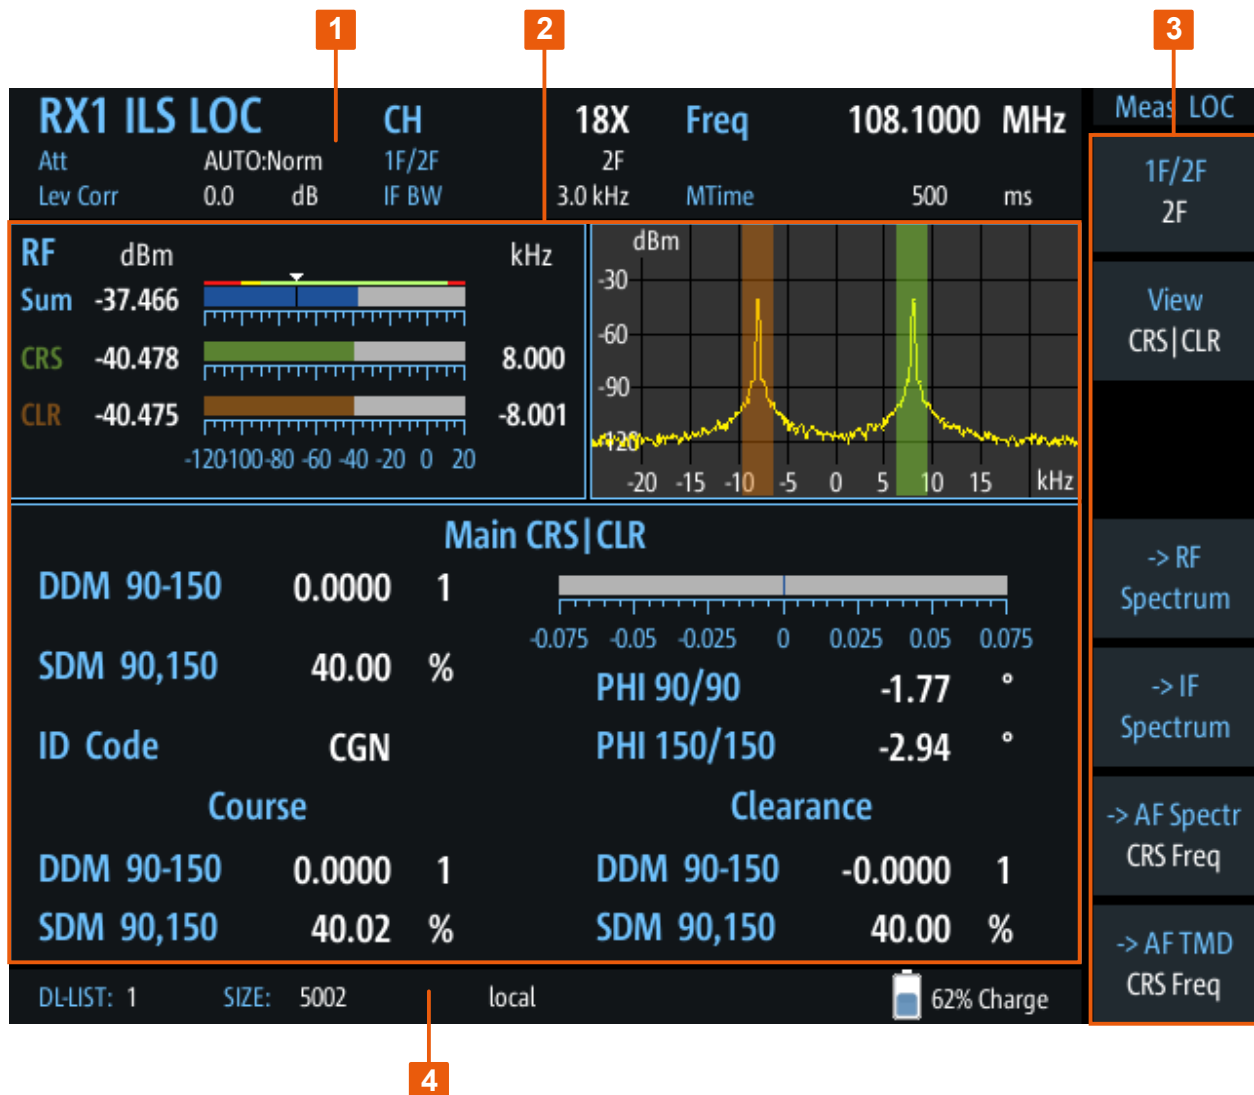 1 2 3
RX1 ILS LOC CH 18X Freq 108.1000 MHz
Att AUTO:Norm 1F/2F 2F
Lev Corr 0.0 dB IF BW 3.0 kHz MTime 500 ms
RF dBm kHz
Sum -37.466
CRS -40.478 8.000
CLR -40.475 -8.001
-120 -100 -80 -60 -40 -20 0 20
dBm
-30
-60
-90
-120
-20 -15 -10 -5 0 5 10 15 kHz
Main CRS|CLR
DDM 90-150 0.0000 1
-0.075 -0.05 -0.025 0 0.025 0.05 0.075
SDM 90,150 40.00 %
PHI 90/90 -1.77 °
ID Code CGN
PHI 150/150 -2.94 °
Course
DDM 90-150 0.0000 1
SDM 90,150 40.02 %
Clearance
DDM 90-150 -0.0000 1
SDM 90,150 40.00 %
DL-LIST: 1 SIZE: 5002 local 62% Charge
Meas LOC
1F/2F
2F
View
CRS|CLR
-> RF
Spectrum
-> IF
Spectrum
-> AF Spectr
CRS Freq
-> AF TMD
CRS Freq
4